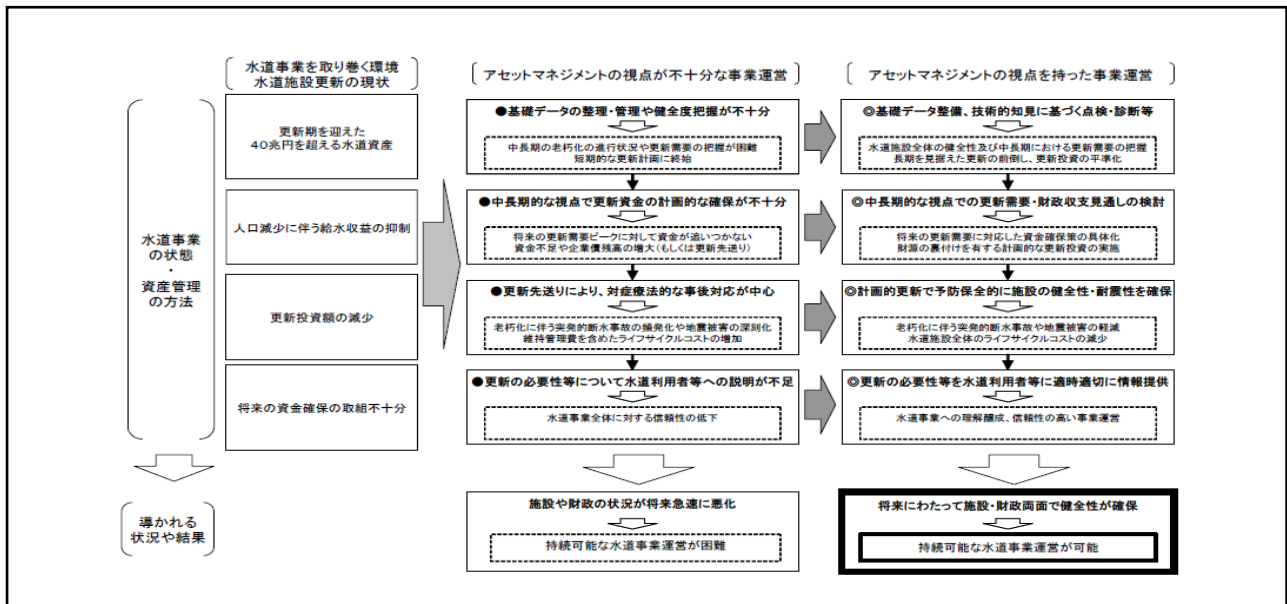 水道事業を取り巻く環境
水道施設更新の現状
アセットマネジメントの視点が不十分な事業運営
アセットマネジメントの視点を持った事業運営
水道事業
の状態
・
資産管理
の方法
更新期を迎えた
40兆円を超える水道資産
人口減少に伴う給水収益の抑制
更新投資額の減少
将来の資金確保の取組不十分
●基礎データの整理・管理や健全度把握が不十分
中長期の老朽化の進行状況や更新需要の把握が困難
短期的な更新計画に終始
●中長期的な視点で更新資金の計画的な確保が不十分
将来の更新需要ピークに対して資金が追いつかない
資金不足や企業債残高の増大(もしくは更新先送り)
●更新先送りにより、対症療法的な事後対応が中心
老朽化に伴う突発的断水事故の頻発化や地震被害の深刻化
維持管理費を含めたライフサイクルコストの増加
●更新の必要性等について水道利用者等への説明が不足
水道事業全体に対する信頼性の低下
◎基礎データ整備、技術的知見に基づく点検・診断等
水道施設全体の健全性及び中長期における更新需要の把握
長期を見据えた更新の前倒し、更新投資の平準化
◎中長期的な視点での更新需要・財政収支見通しの検討
将来の更新需要に対応した資金確保策の具体化
財源の裏付けを有する計画的な更新投資の実施
◎計画的更新で予防保全的に施設の健全性・耐震性を確保
老朽化に伴う突発的断水事故や地震被害の軽減
水道施設全体のライフサイクルコストの減少
◎更新の必要性等を水道利用者等に適時適切に情報提供
水道事業への理解醸成、信頼性の高い事業運営
導かれる
状況や結果
施設や財政の状況が将来急速に悪化
持続可能な水道事業運営が困難
将来にわたって施設・財政両面で健全性が確保
持続可能な水道事業運営が可能